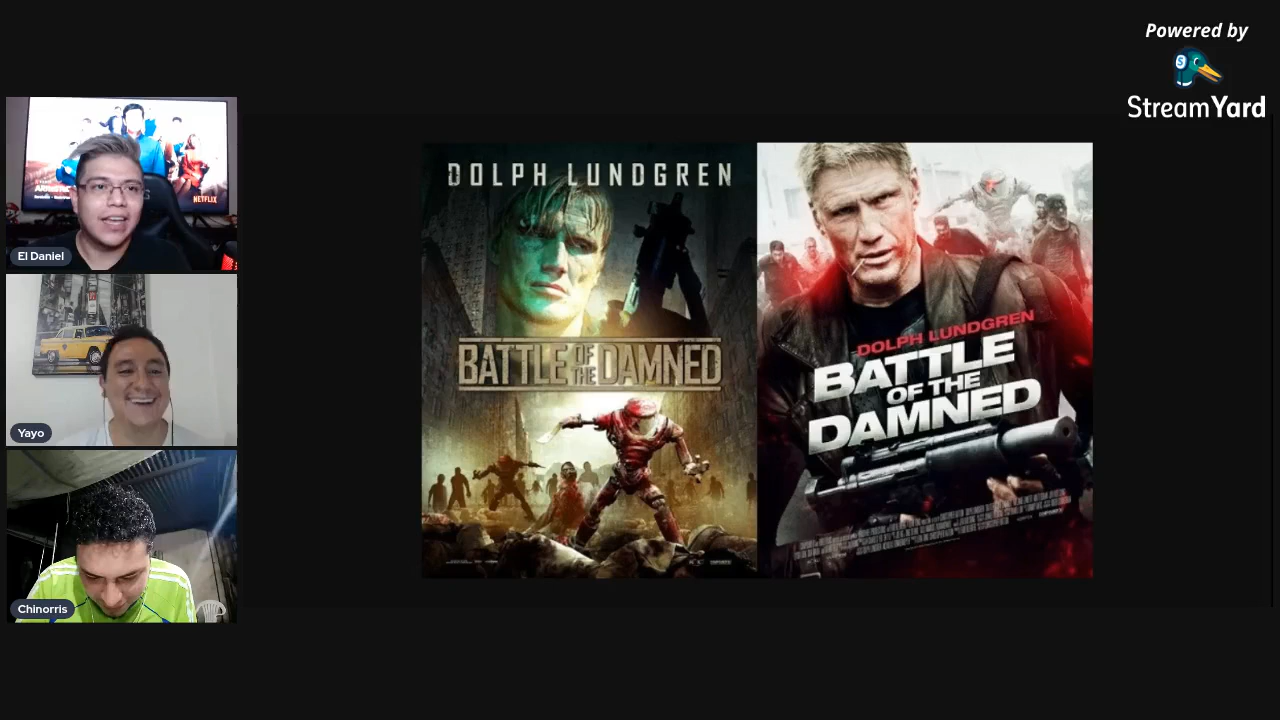 Powered by
StreamYard
NETFLIX
El Daniel
Yayo
Chinorris
DOLPH LUNDGREN
BATTLE OF THE DAMNED
DOLPH LUNDGREN
BATTLE
OF THE
DAMNED